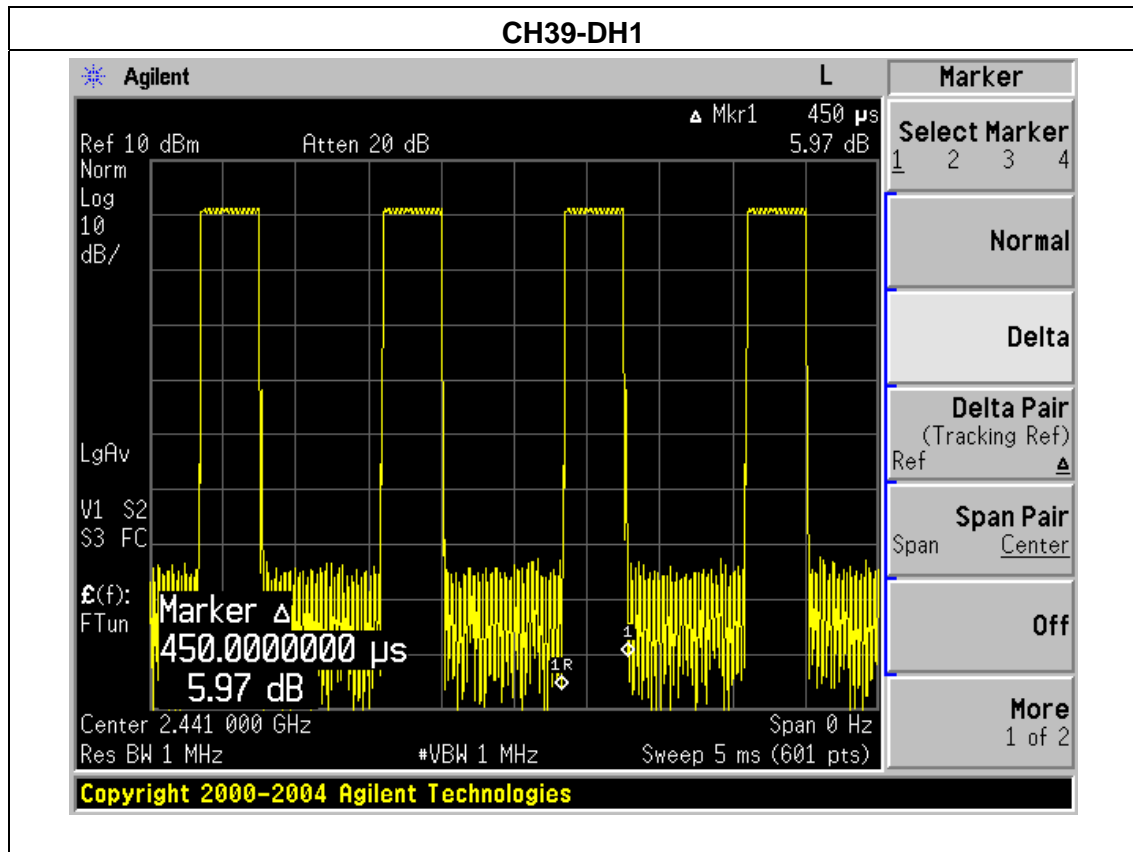 CH39-DH1
Agilent
L
Marker
Δ Mkr1 450 µs
Ref 10 dBm Atten 20 dB 5.97 dB
Norm
Log
10
dB/
LgAv
V1 S2
S3 FC
£(f):
FTun
Marker Δ
450.0000000 µs
5.97 dB
1R
1
Center 2.441 000 GHz Span 0 Hz
Res BW 1 MHz #VBW 1 MHz Sweep 5 ms (601 pts)
Select Marker
1 2 3 4
Normal
Delta
Delta Pair
(Tracking Ref)
Ref Δ
Span Pair
Span Center
Off
More
1 of 2
Copyright 2000-2004 Agilent Technologies